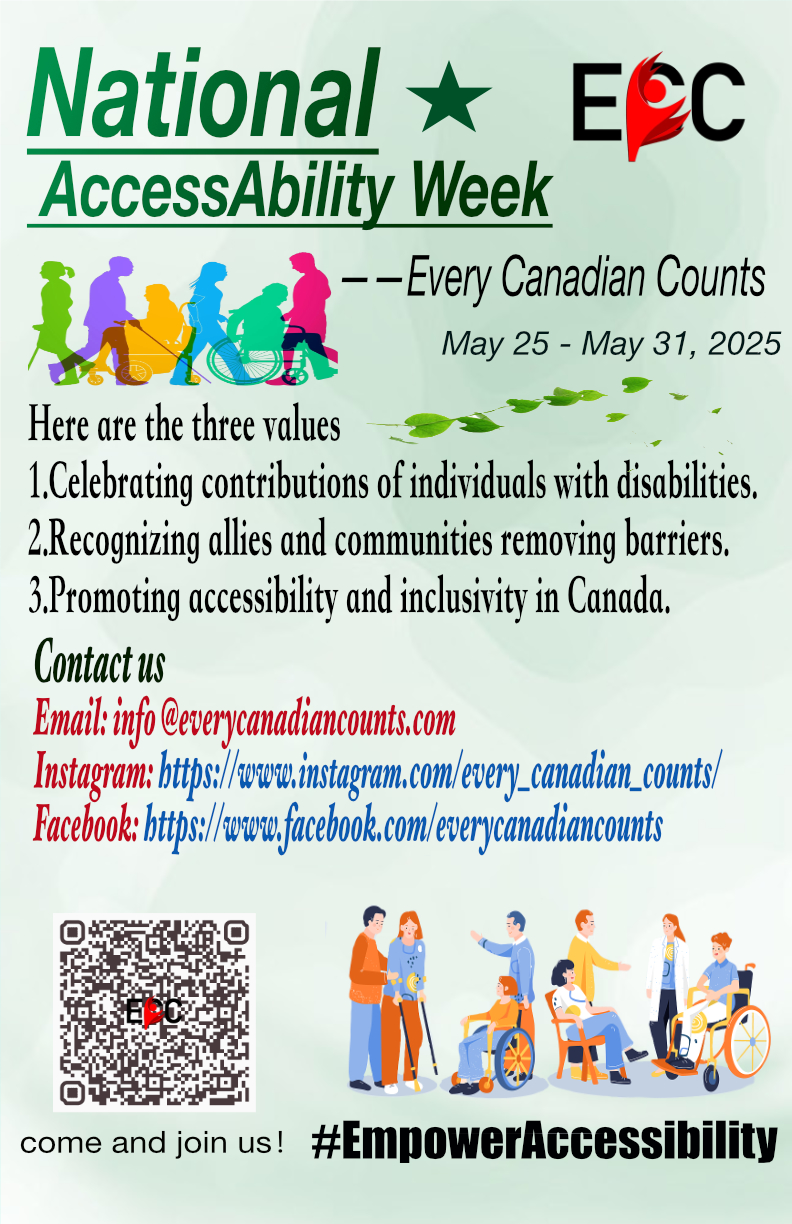 National
ECC
AccessAbility Week
——Every Canadian Counts
May 25 - May 31, 2025
Here are the three values
1.Celebrating contributions of individuals with disabilities.
2.Recognizing allies and communities removing barriers.
3.Promoting accessibility and inclusivity in Canada.
Contact us
Email: info@everycanadiancounts.com
Instagram: https://www.instagram.com/every_canadian_counts/
Facebook: https://www.facebook.com/everycanadiancounts
ECC
come and join us!
#EmpowerAccessibility